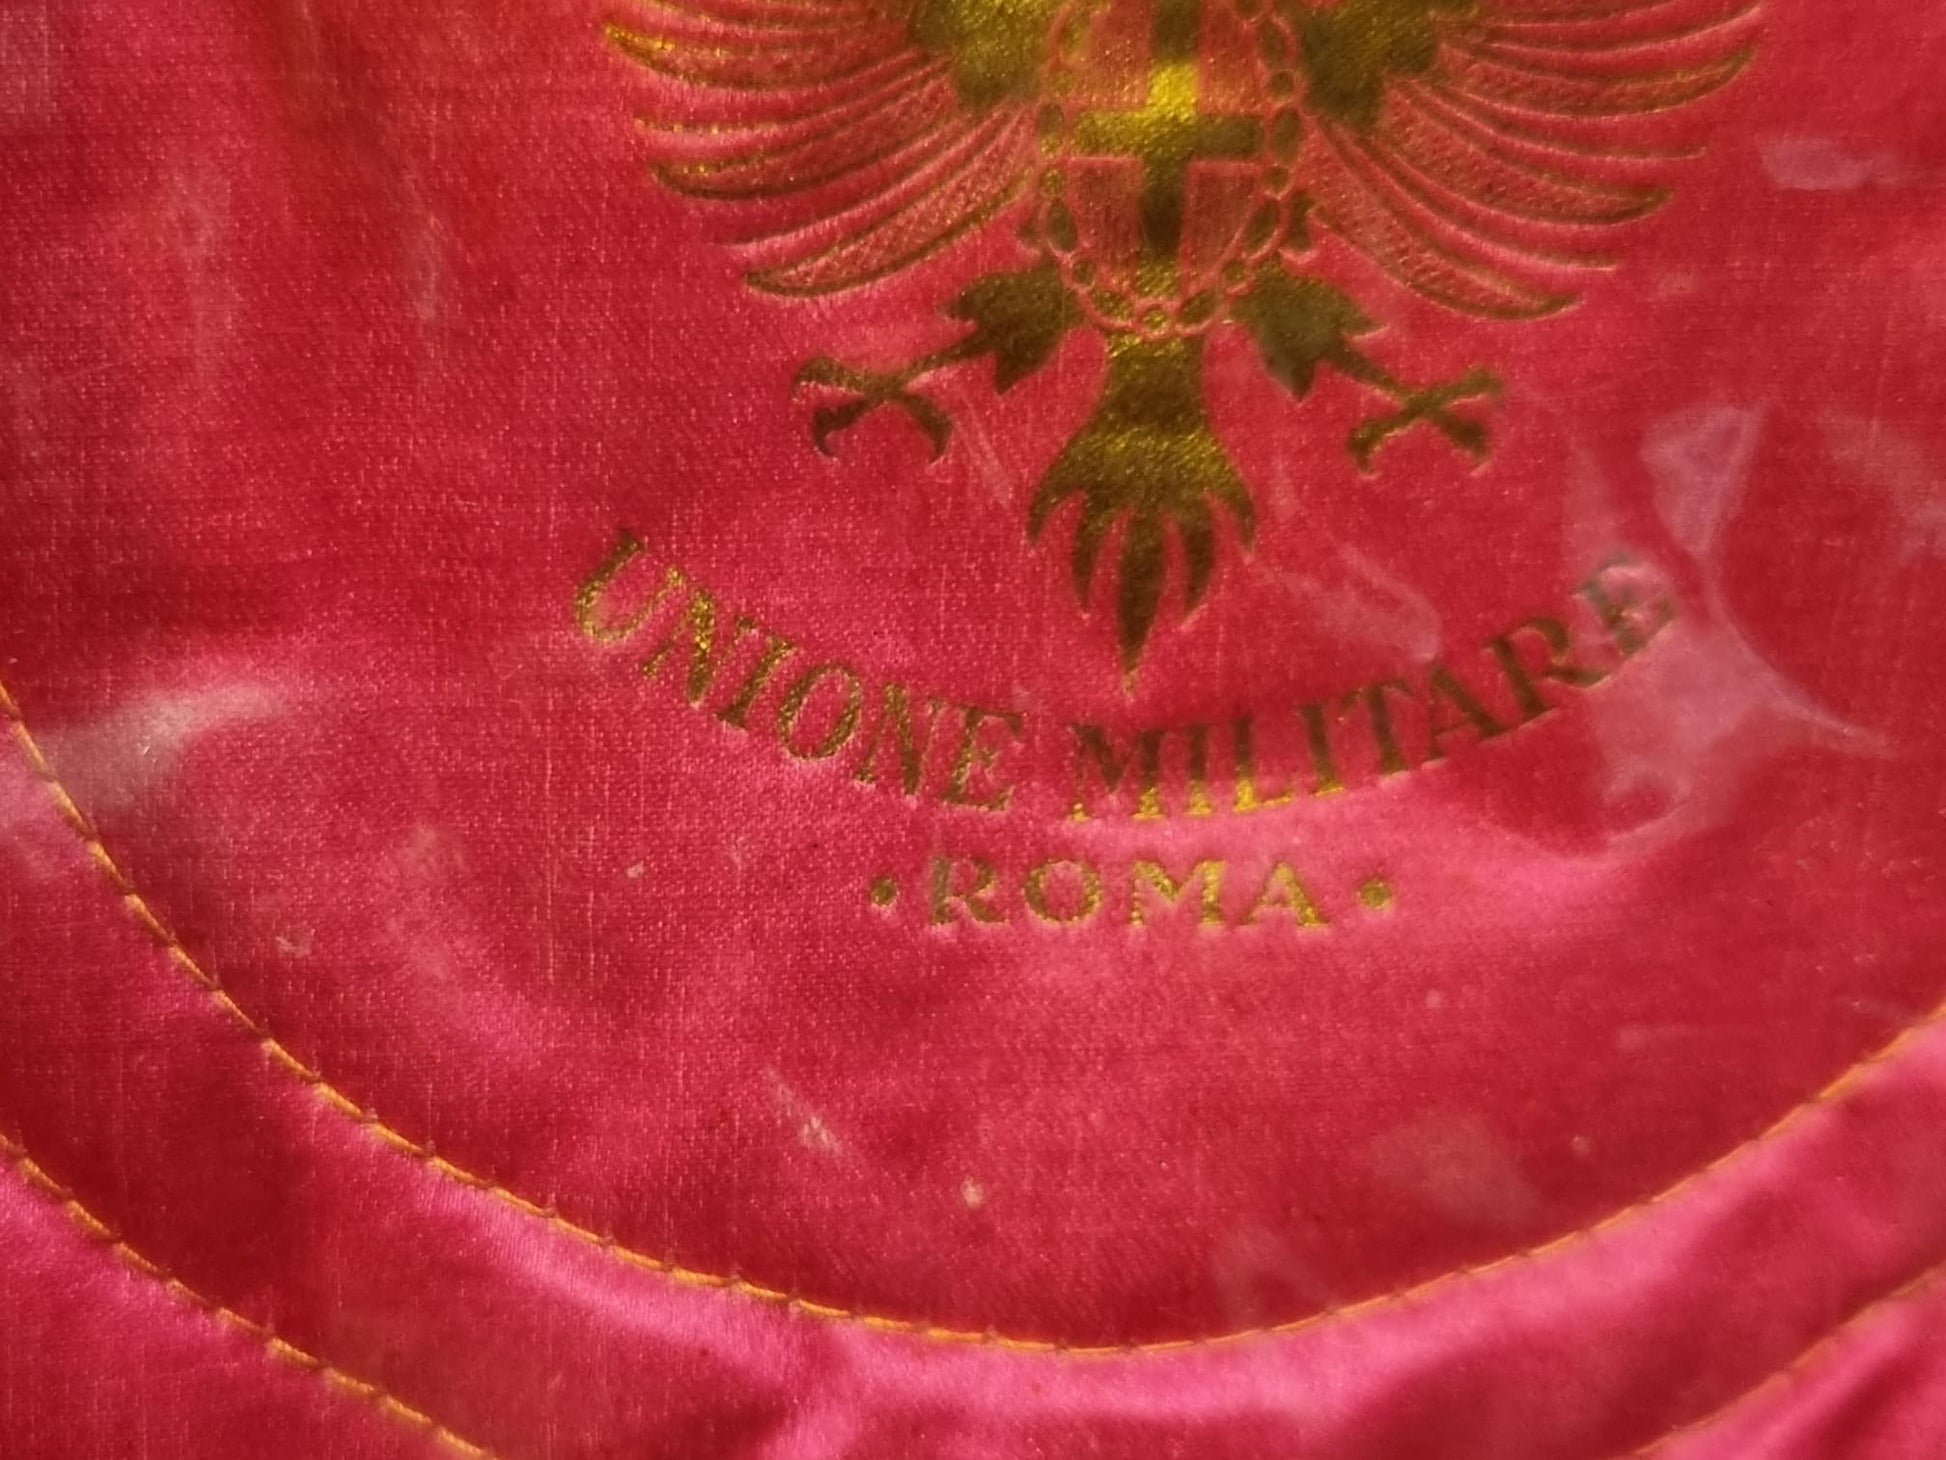 UNIONE MILITARE
• ROMA •